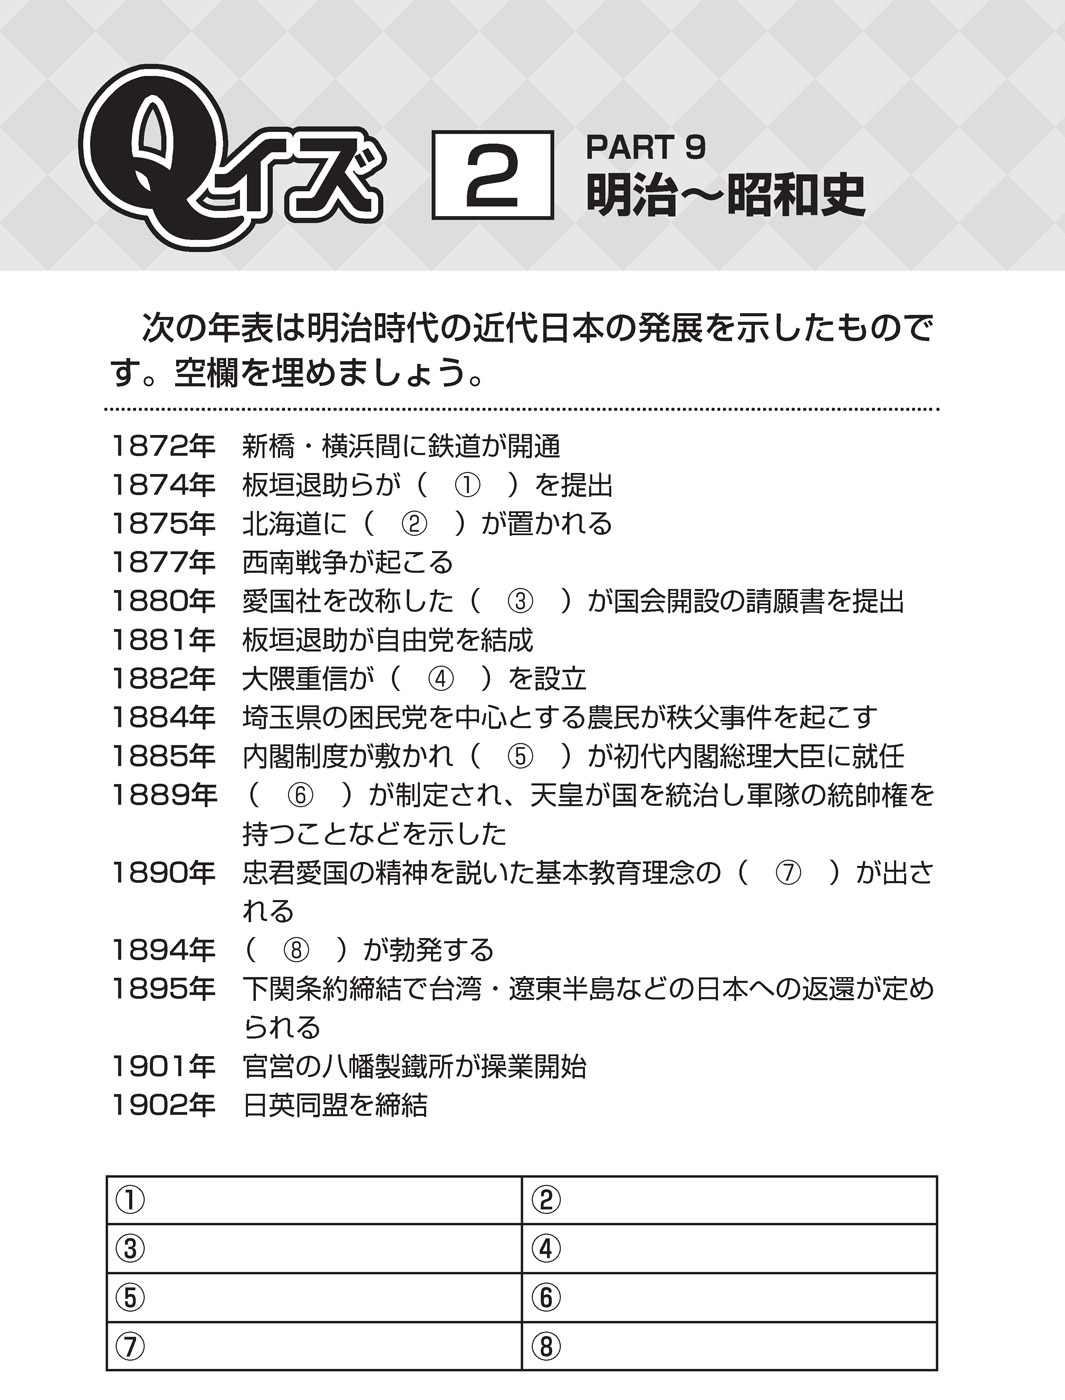 Qイズ
2
PART 9
明治〜昭和史
次の年表は明治時代の近代日本の発展を示したもので
す。空欄を埋めましょう。
1872年 新橋・横浜間に鉄道が開通
1874年 板垣退助らが（ ① ）を提出
1875年 北海道に（ ② ）が置かれる
1877年 西南戦争が起こる
1880年 愛国社を改称した（ ③ ）が国会開設の請願書を提出
1881年 板垣退助が自由党を結成
1882年 大隈重信が（ ④ ）を設立
1884年 埼玉県の困民党を中心とする農民が秩父事件を起こす
1885年 内閣制度が敷かれ（ ⑤ ）が初代内閣総理大臣に就任
1889年 （ ⑥ ）が制定され、天皇が国を統治し軍隊の統帥権を
持つことなどを示した
1890年 忠君愛国の精神を説いた基本教育理念の（ ⑦ ）が出さ
れる
1894年 （ ⑧ ）が勃発する
1895年 下関条約締結で台湾・遼東半島などの日本への返還が定め
られる
1901年 官営の八幡製鐵所が操業開始
1902年 日英同盟を締結
① ②
③ ④
⑤ ⑥
⑦ ⑧